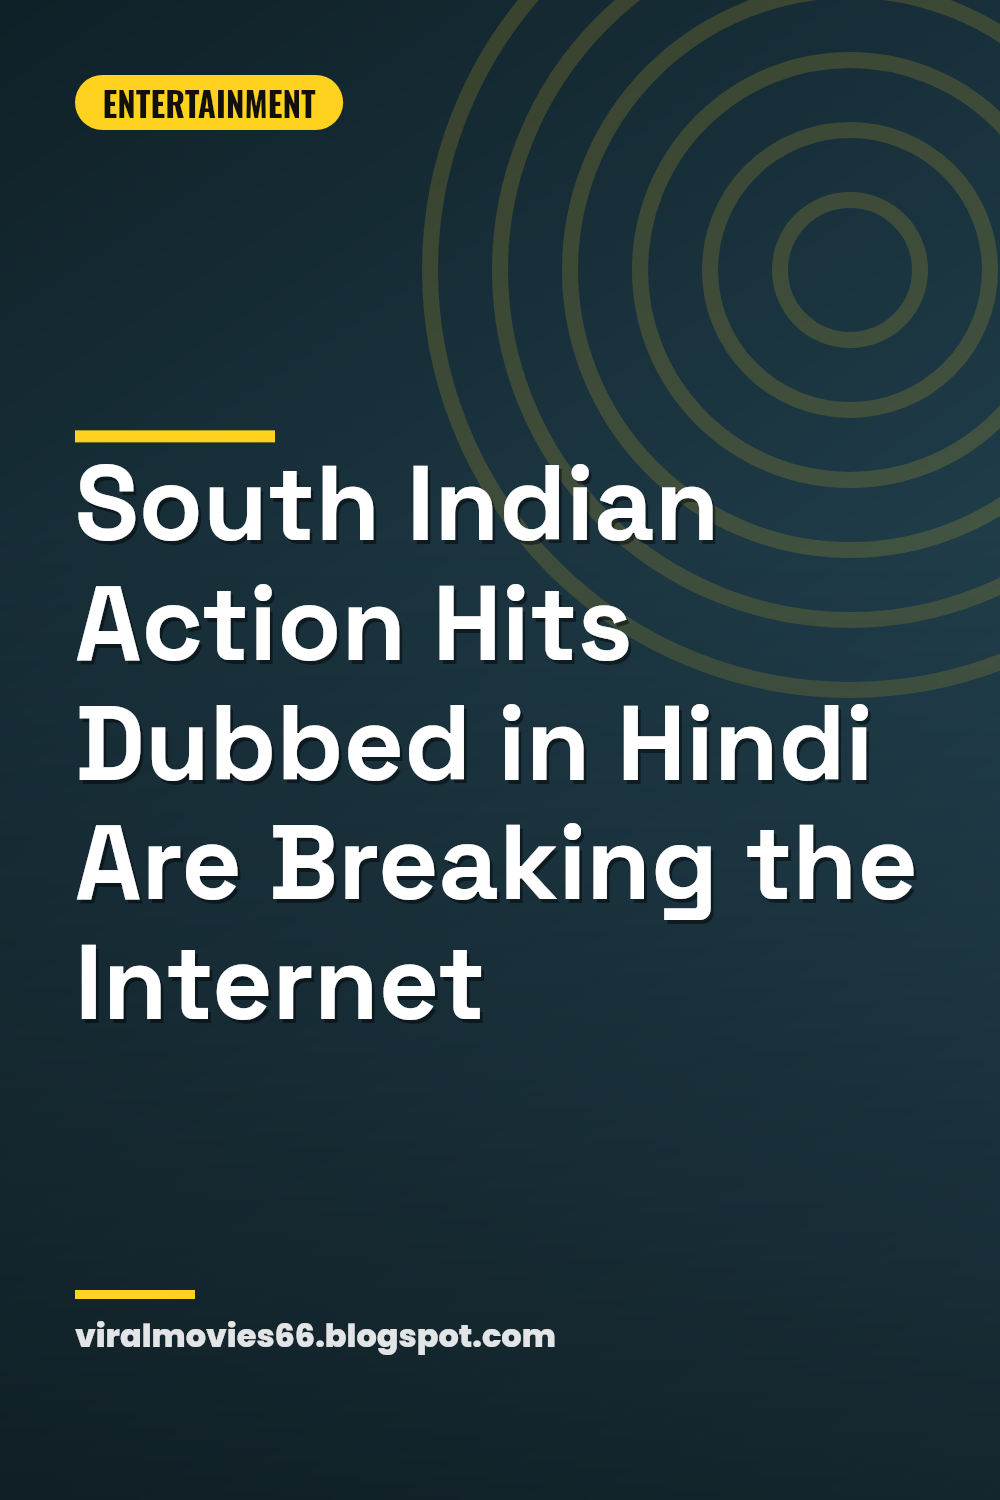 ENTERTAINMENT
South Indian
Action Hits
Dubbed in Hindi
Are Breaking the
Internet
viralmovies66.blogspot.com